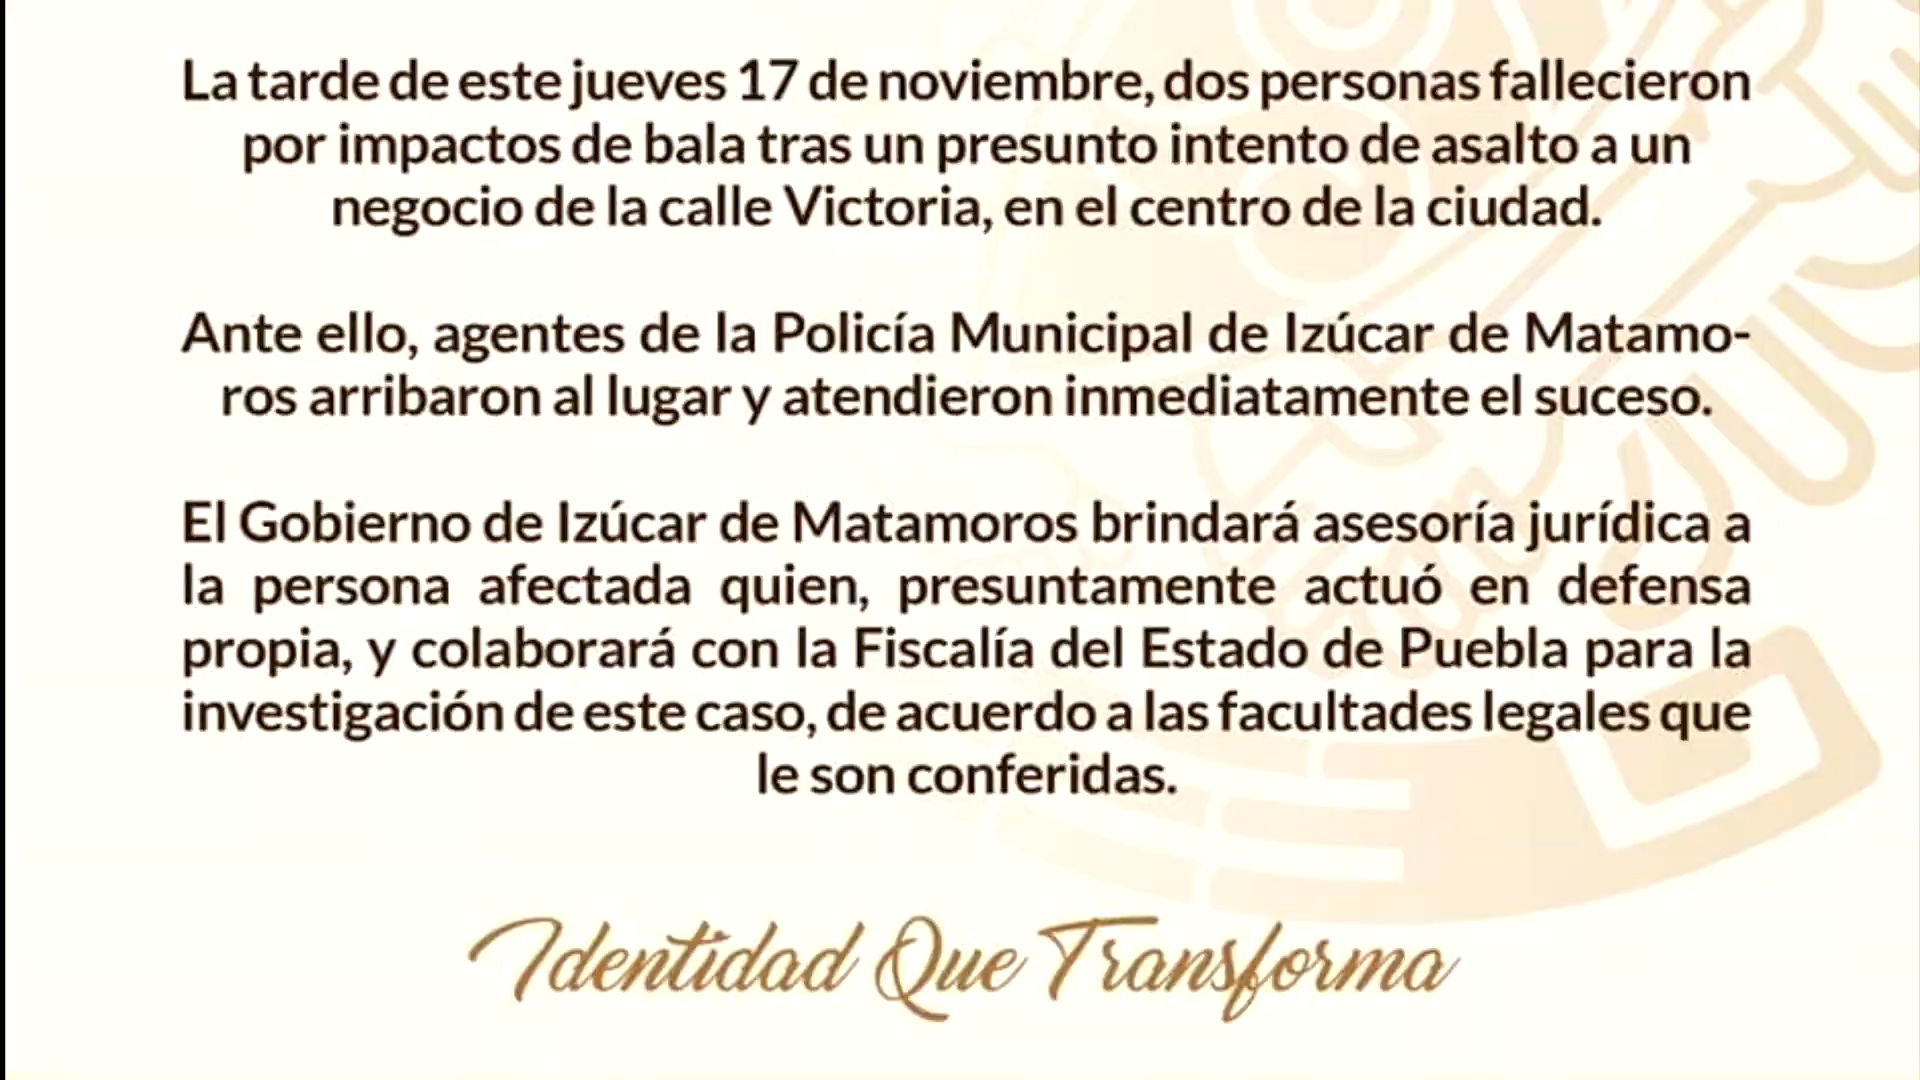 La tarde de este jueves 17 de noviembre, dos personas fallecieron
por impactos de bala tras un presunto intento de asalto a un
negocio de la calle Victoria, en el centro de la ciudad.
Ante ello, agentes de la Policía Municipal de Izúcar de Matamo-
ros arribaron al lugar y atendieron inmediatamente el suceso.
El Gobierno de Izúcar de Matamoros brindará asesoría jurídica a
la persona afectada quien, presuntamente actuó en defensa
propia, y colaborará con la Fiscalía del Estado de Puebla para la
investigación de este caso, de acuerdo a las facultades legales que
le son conferidas.
Identidad Que Transforma